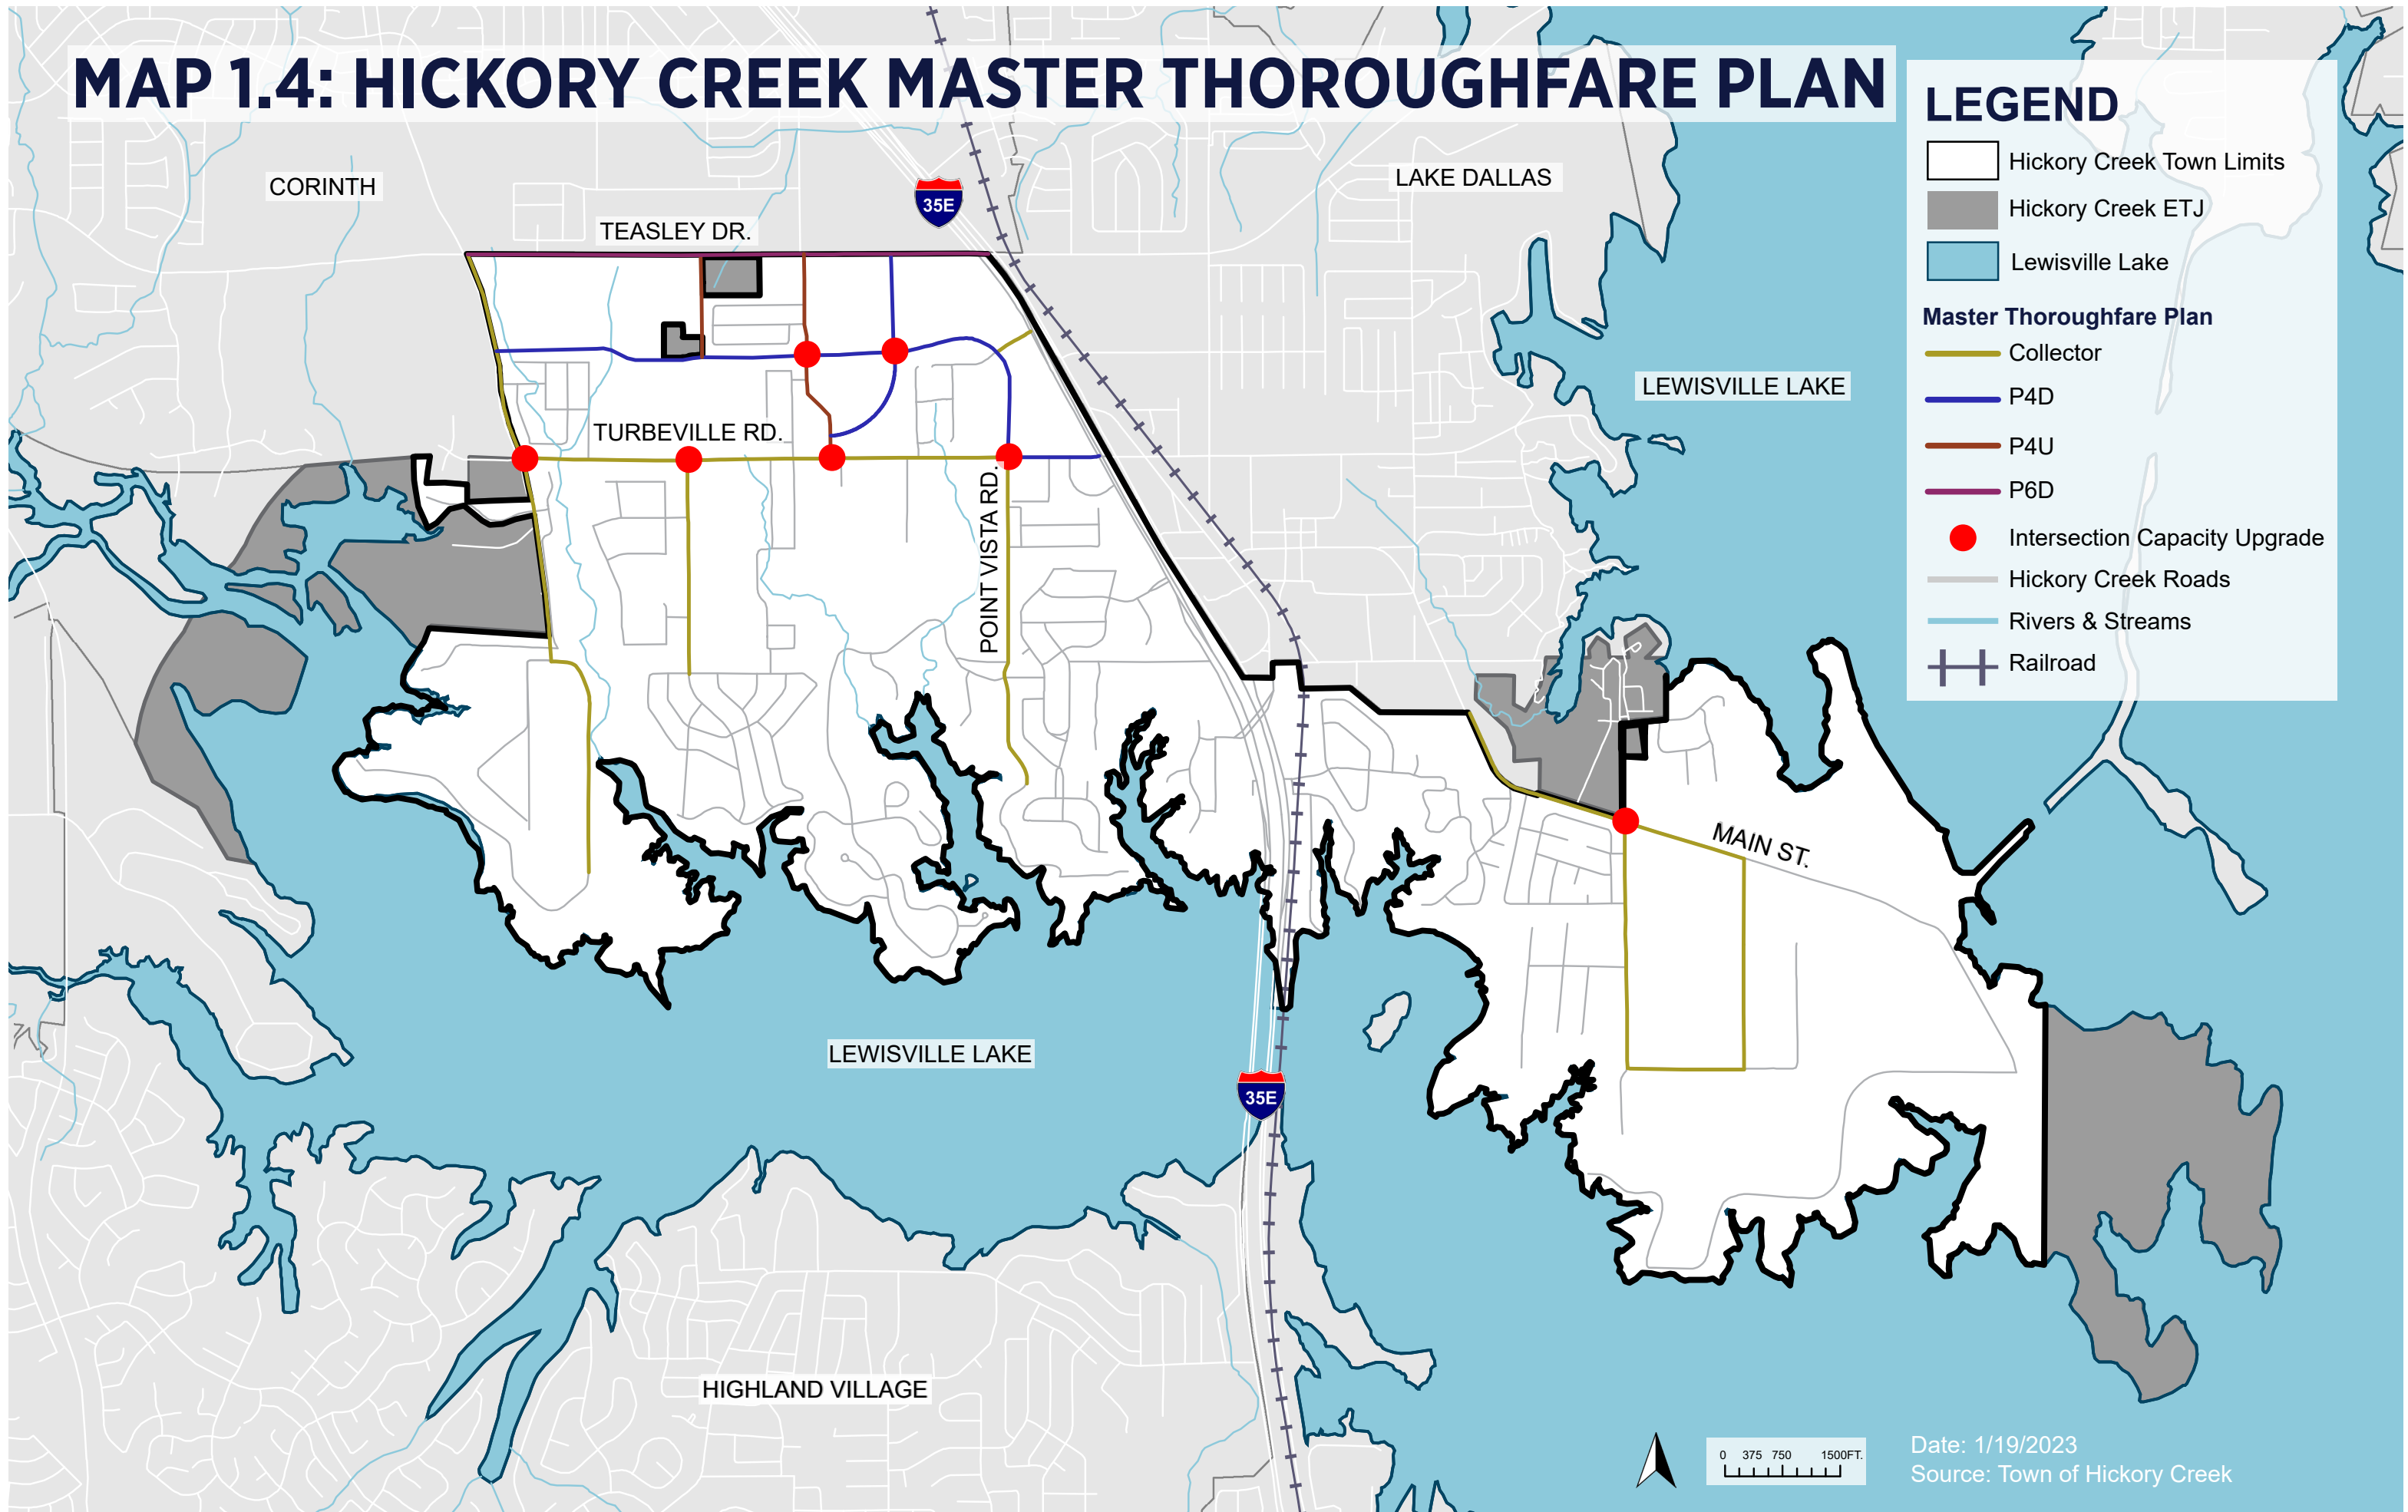 MAP 1.4: HICKORY CREEK MASTER THOROUGHFARE PLAN
LEGEND
Hickory Creek Town Limits
Hickory Creek ETJ
Lewisville Lake
Master Thoroughfare Plan
Collector
P4D
P4U
P6D
Intersection Capacity Upgrade
Hickory Creek Roads
Rivers & Streams
Railroad
CORINTH
LAKE DALLAS
35E
TEASLEY DR.
LEWISVILLE LAKE
TURBEVILLE RD.
POINT VISTA RD.
MAIN ST.
LEWISVILLE LAKE
35E
HIGHLAND VILLAGE
0 375 750 1500FT.
Date: 1/19/2023
Source: Town of Hickory Creek